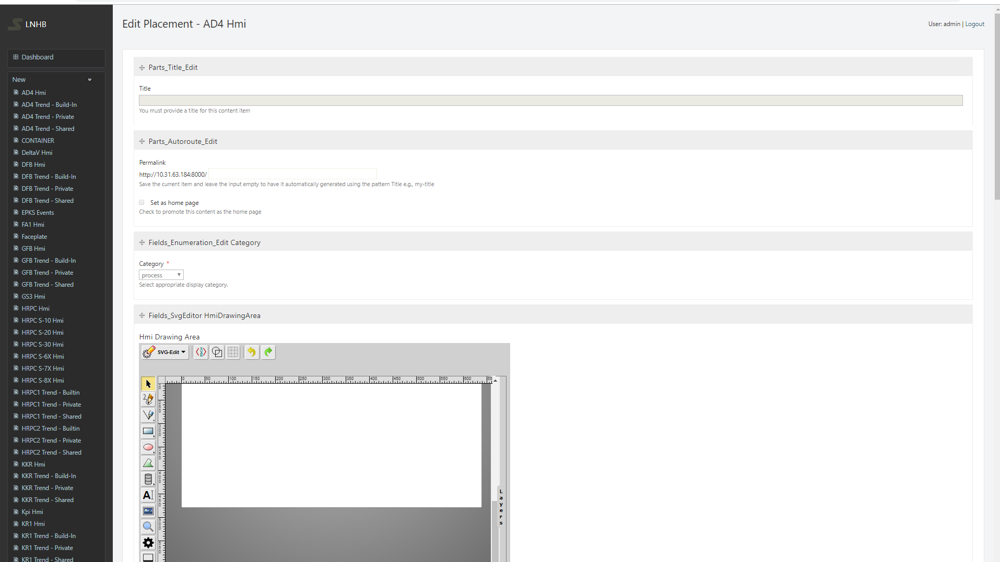 LNHB
Dashboard
New
AD4 Hmi
AD4 Trend - Build-In
AD4 Trend - Private
AD4 Trend - Shared
CONTAINER
DeltaV Hmi
DFB Hmi
DFB Trend - Build-In
DFB Trend - Private
DFB Trend - Shared
EPKS Events
FA1 Hmi
Faceplate
GFB Hmi
GFB Trend - Build-In
GFB Trend - Private
GFB Trend - Shared
GS3 Hmi
HRPC Hmi
HRPC S-10 Hmi
HRPC S-20 Hmi
HRPC S-30 Hmi
HRPC S-6X Hmi
HRPC S-7X Hmi
HRPC S-8X Hmi
HRPC1 Trend - Builtin
HRPC1 Trend - Private
HRPC1 Trend - Shared
HRPC2 Trend - Builtin
HRPC2 Trend - Private
HRPC2 Trend - Shared
KKR Hmi
KKR Trend - Build-In
KKR Trend - Private
KKR Trend - Shared
Kpi Hmi
KR1 Hmi
KR1 Trend - Build-In
KR1 Trend - Private
KR1 Trend - Shared
Edit Placement - AD4 Hmi
User: admin | Logout
Parts_Title_Edit
Title
You must provide a title for this content item
Parts_Autoroute_Edit
Permalink
http://10.31.63.184:8000/
Save the current item and leave the input empty to have it automatically generated using the pattern Title e.g., my-title
Set as home page
Check to promote this content as the home page
Fields_Enumeration_Edit Category
Category *
process
Select appropriate display category.
Fields_SvgEditor HmiDrawingArea
Hmi Drawing Area
SVG-Edit
SVG
0 50 100 150 200 250 300 350 400 450 500 550 600 65
250
300
350
400
450
500
550
A
Layers